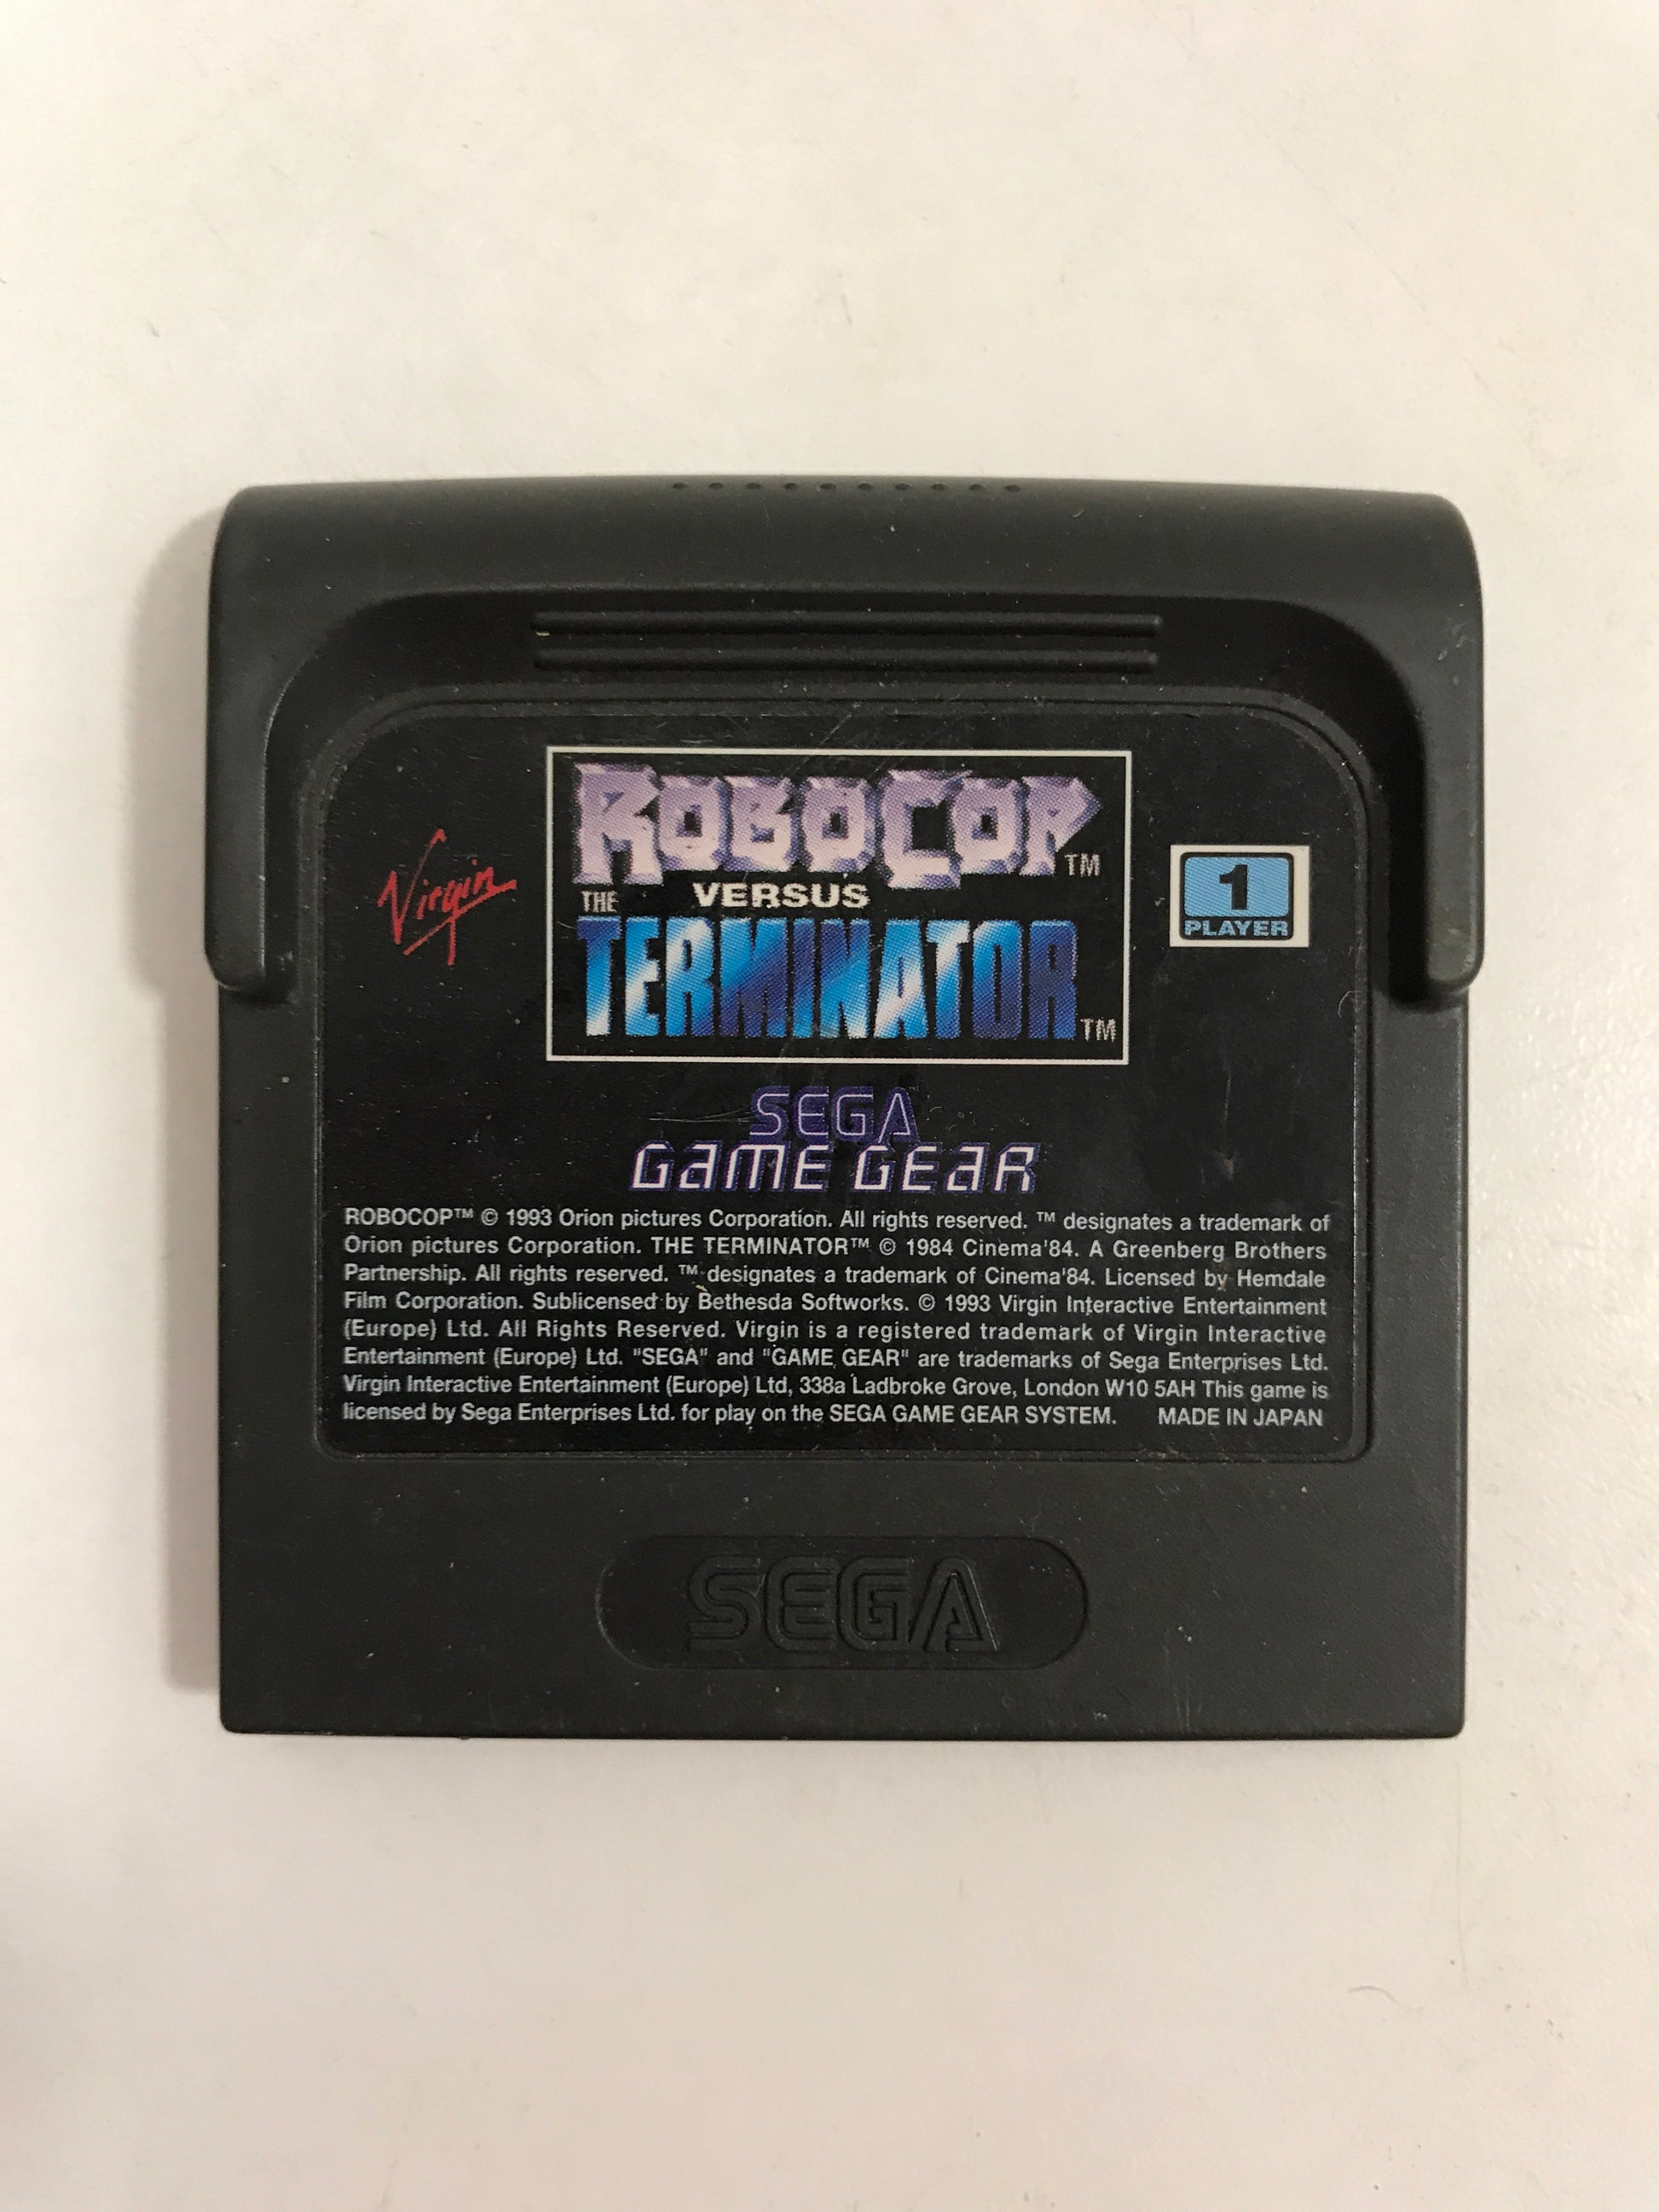 ROBOCOP™
THE VERSUS
TERMINATOR™
Virgin
1
PLAYER
SEGA
GAME GEAR
ROBOCOP™ © 1993 Orion pictures Corporation. All rights reserved. ™ designates a trademark of
Orion pictures Corporation. THE TERMINATOR™ © 1984 Cinema'84. A Greenberg Brothers
Partnership. All rights reserved. ™ designates a trademark of Cinema'84. Licensed by Hemdale
Film Corporation. Sublicensed by Bethesda Softworks. © 1993 Virgin Interactive Entertainment
(Europe) Ltd. All Rights Reserved. Virgin is a registered trademark of Virgin Interactive
Entertainment (Europe) Ltd. "SEGA" and "GAME GEAR" are trademarks of Sega Enterprises Ltd.
Virgin Interactive Entertainment (Europe) Ltd, 338a Ladbroke Grove, London W10 5AH This game is
licensed by Sega Enterprises Ltd. for play on the SEGA GAME GEAR SYSTEM. MADE IN JAPAN
SEGA